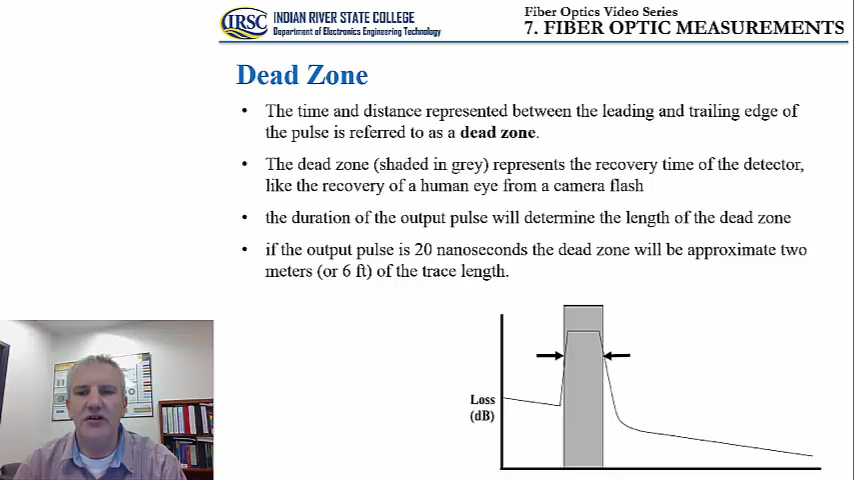 IRSC
INDIAN RIVER STATE COLLEGE
Department of Electronics Engineering Technology
Fiber Optics Video Series
7. FIBER OPTIC MEASUREMENTS
Dead Zone
• The time and distance represented between the leading and trailing edge of
the pulse is referred to as a dead zone.
• The dead zone (shaded in grey) represents the recovery time of the detector,
like the recovery of a human eye from a camera flash
• the duration of the output pulse will determine the length of the dead zone
• if the output pulse is 20 nanoseconds the dead zone will be approximate two
meters (or 6 ft) of the trace length.
Loss
(dB)